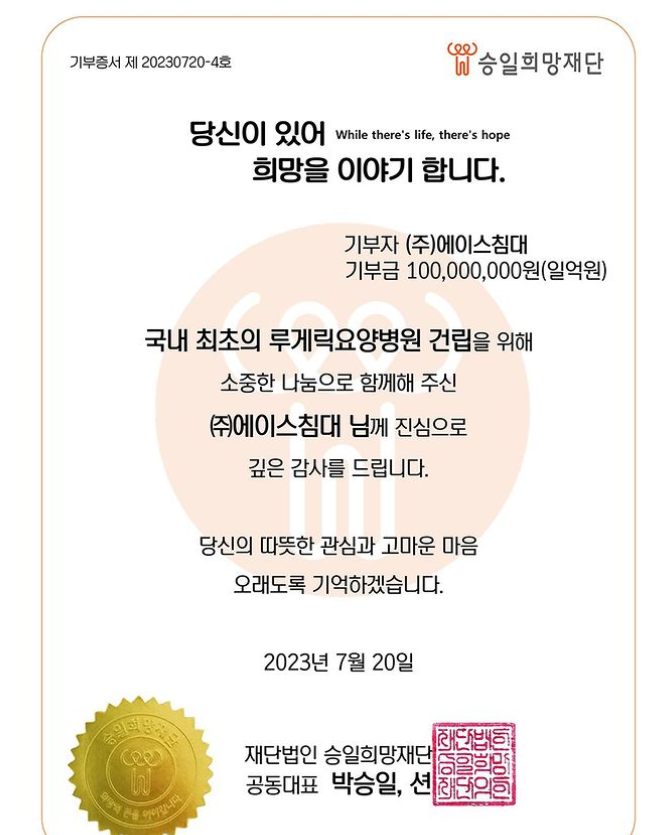 기부증서 제 20230720-4호
승일희망재단
당신이 있어 While there's life, there's hope
희망을 이야기 합니다.
기부자 (주)에이스침대
기부금 100,000,000원(일억원)
국내 최초의 루게릭요양병원 건립을 위해
소중한 나눔으로 함께해 주신
㈜에이스침대 님께 진심으로
깊은 감사를 드립니다.
당신의 따뜻한 관심과 고마운 마음
오래도록 기억하겠습니다.
2023년 7월 20일
승일희망재단
재단법인 승일희망재단
공동대표 박승일, 션